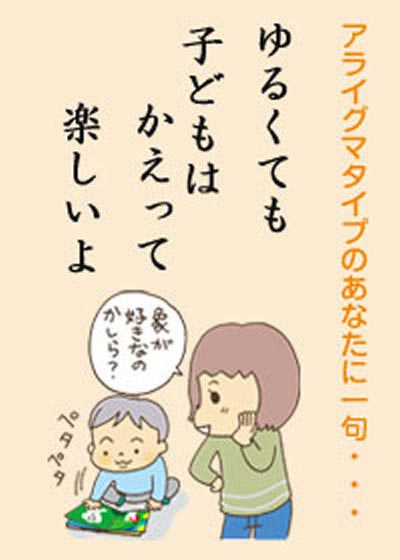 アライグマタイプのあなたに一句・・・
ゆるくても
子どもは
かえって
楽しいよ
象が
好きなの
かしら？
ペタ
ペタ